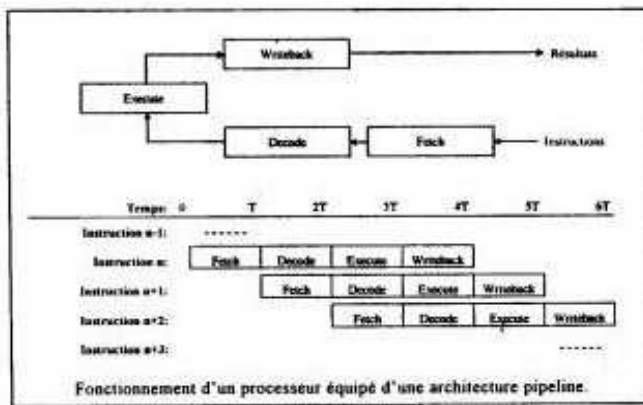 Writeback
Résultats
Execute
Decode
Fetch
Instructions
Temps: 0 T 2T 3T 4T 5T 6T
Instruction n-1:
Instruction n: Fetch Decode Execute Writeback
Instruction n+1: Fetch Decode Execute Writeback
Instruction n+2: Fetch Decode Execute Writeback
Instruction n+3:
Fonctionnement d'un processeur équipé d'une architecture pipeline.